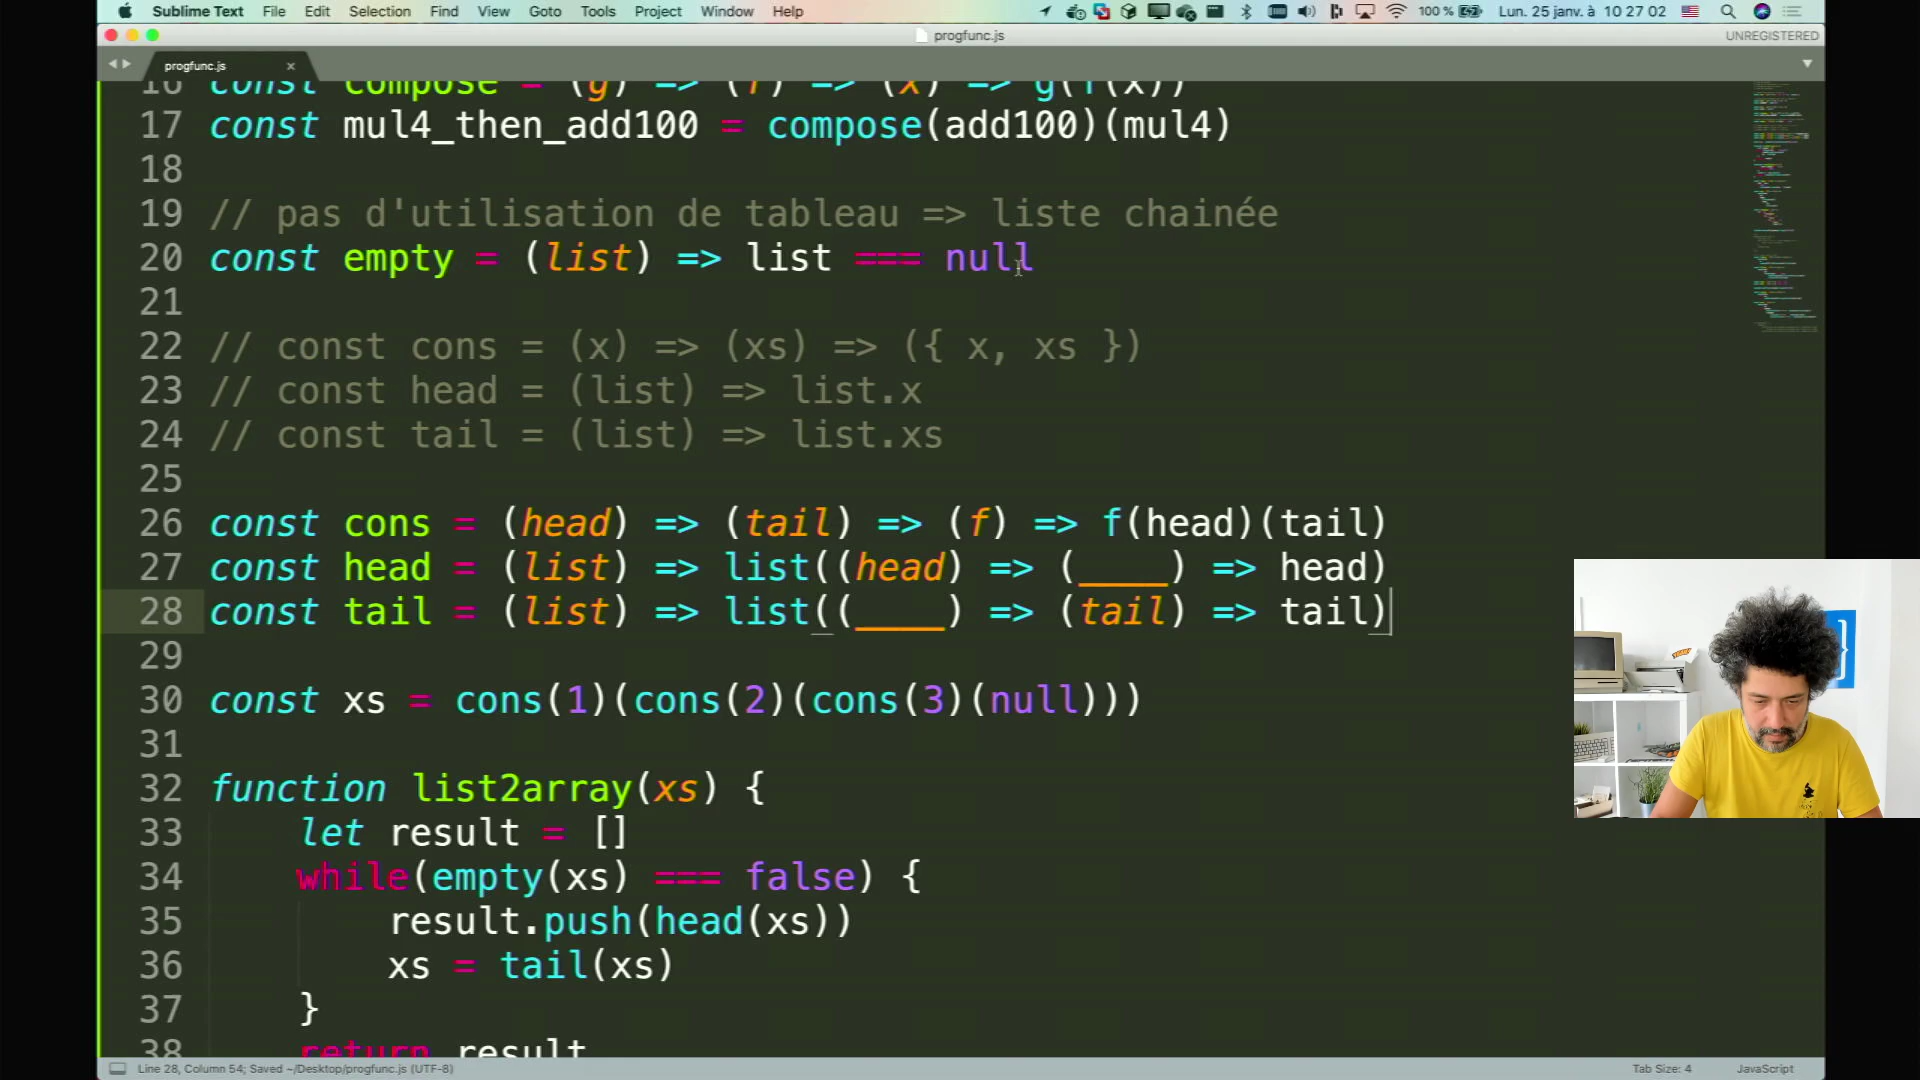 Sublime Text File Edit Selection Find View Goto Tools Project Window Help 100 % Lun. 25 janv. à 10 27 02
progfunc.js UNREGISTERED
progfunc.js
16 const compose = (g) => (f) => (x) => g(f(x))
17 const mul4_then_add100 = compose(add100)(mul4)
18
19 // pas d'utilisation de tableau => liste chainée
20 const empty = (list) => list === null
21
22 // const cons = (x) => (xs) => ({ x, xs })
23 // const head = (list) => list.x
24 // const tail = (list) => list.xs
25
26 const cons = (head) => (tail) => (f) => f(head)(tail)
27 const head = (list) => list((head) => (____) => head)
28 const tail = (list) => list((____) => (tail) => tail)
29
30 const xs = cons(1)(cons(2)(cons(3)(null)))
31
32 function list2array(xs) {
33 let result = []
34 while(empty(xs) === false) {
35 result.push(head(xs))
36 xs = tail(xs)
37 }
38 return result
Line 28, Column 54; Saved ~/Desktop/progfunc.js (UTF-8) Tab Size: 4 JavaScript